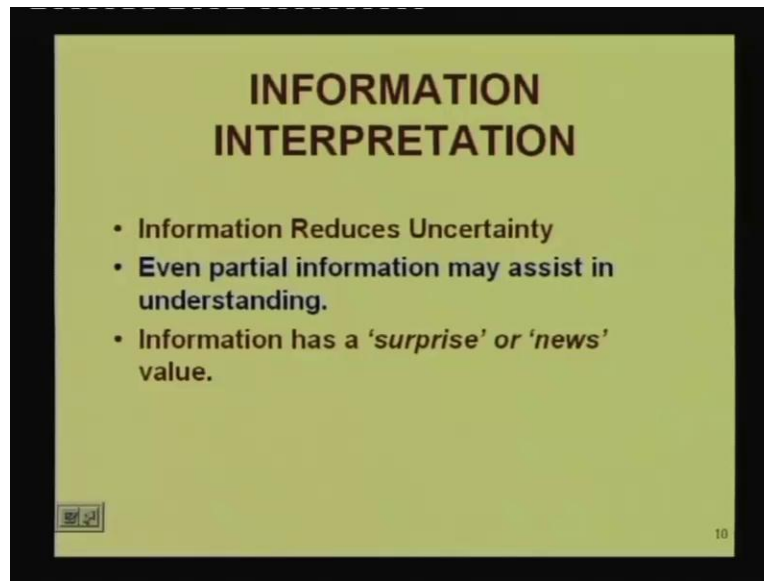 INFORMATION
INTERPRETATION
• Information Reduces Uncertainty
• Even partial information may assist in
understanding.
• Information has a ‘surprise’ or ‘news’
value.
10